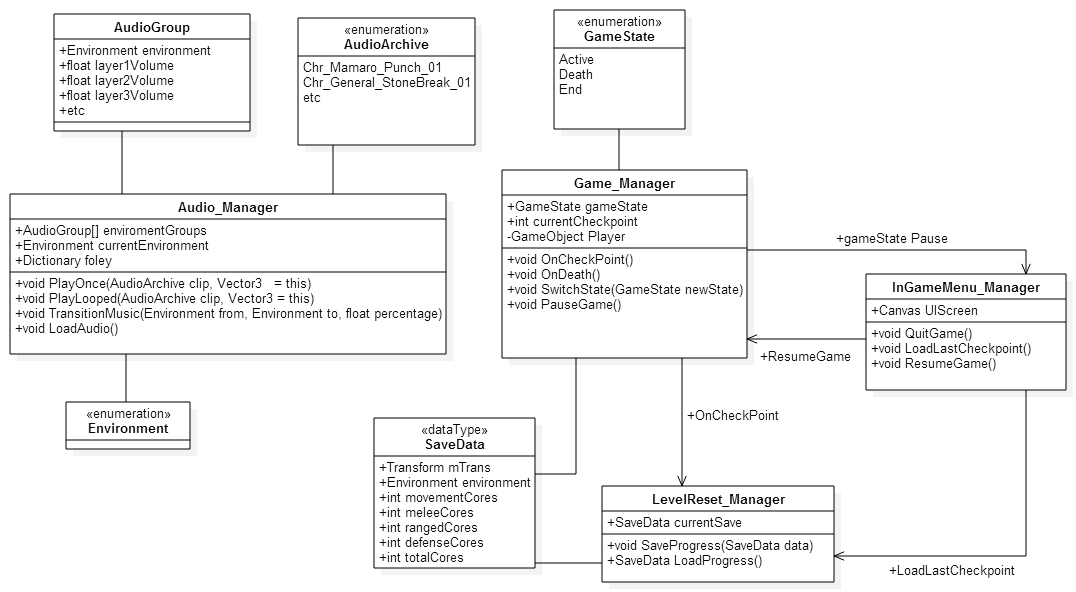 AudioGroup
+Environment environment
+float layer1Volume
+float layer2Volume
+float layer3Volume
+etc
«enumeration»
AudioArchive
Chr_Mamaro_Punch_01
Chr_General_StoneBreak_01
etc
«enumeration»
GameState
Active
Death
End
Audio_Manager
+AudioGroup[] enviromentGroups
+Environment currentEnvironment
+Dictionary foley
+void PlayOnce(AudioArchive clip, Vector3 = this)
+void PlayLooped(AudioArchive clip, Vector3 = this)
+void TransitionMusic(Environment from, Environment to, float percentage)
+void LoadAudio()
«enumeration»
Environment
Game_Manager
+GameState gameState
+int currentCheckpoint
-GameObject Player
+void OnCheckPoint()
+void OnDeath()
+void SwitchState(GameState newState)
+void PauseGame()
+gameState Pause
InGameMenu_Manager
+Canvas UIScreen
+void QuitGame()
+void LoadLastCheckpoint()
+void ResumeGame()
+ResumeGame
+OnCheckPoint
«dataType»
SaveData
+Transform mTrans
+Environment environment
+int movementCores
+int meleeCores
+int rangedCores
+int defenseCores
+int totalCores
LevelReset_Manager
+SaveData currentSave
+void SaveProgress(SaveData data)
+SaveData LoadProgress()
+LoadLastCheckpoint